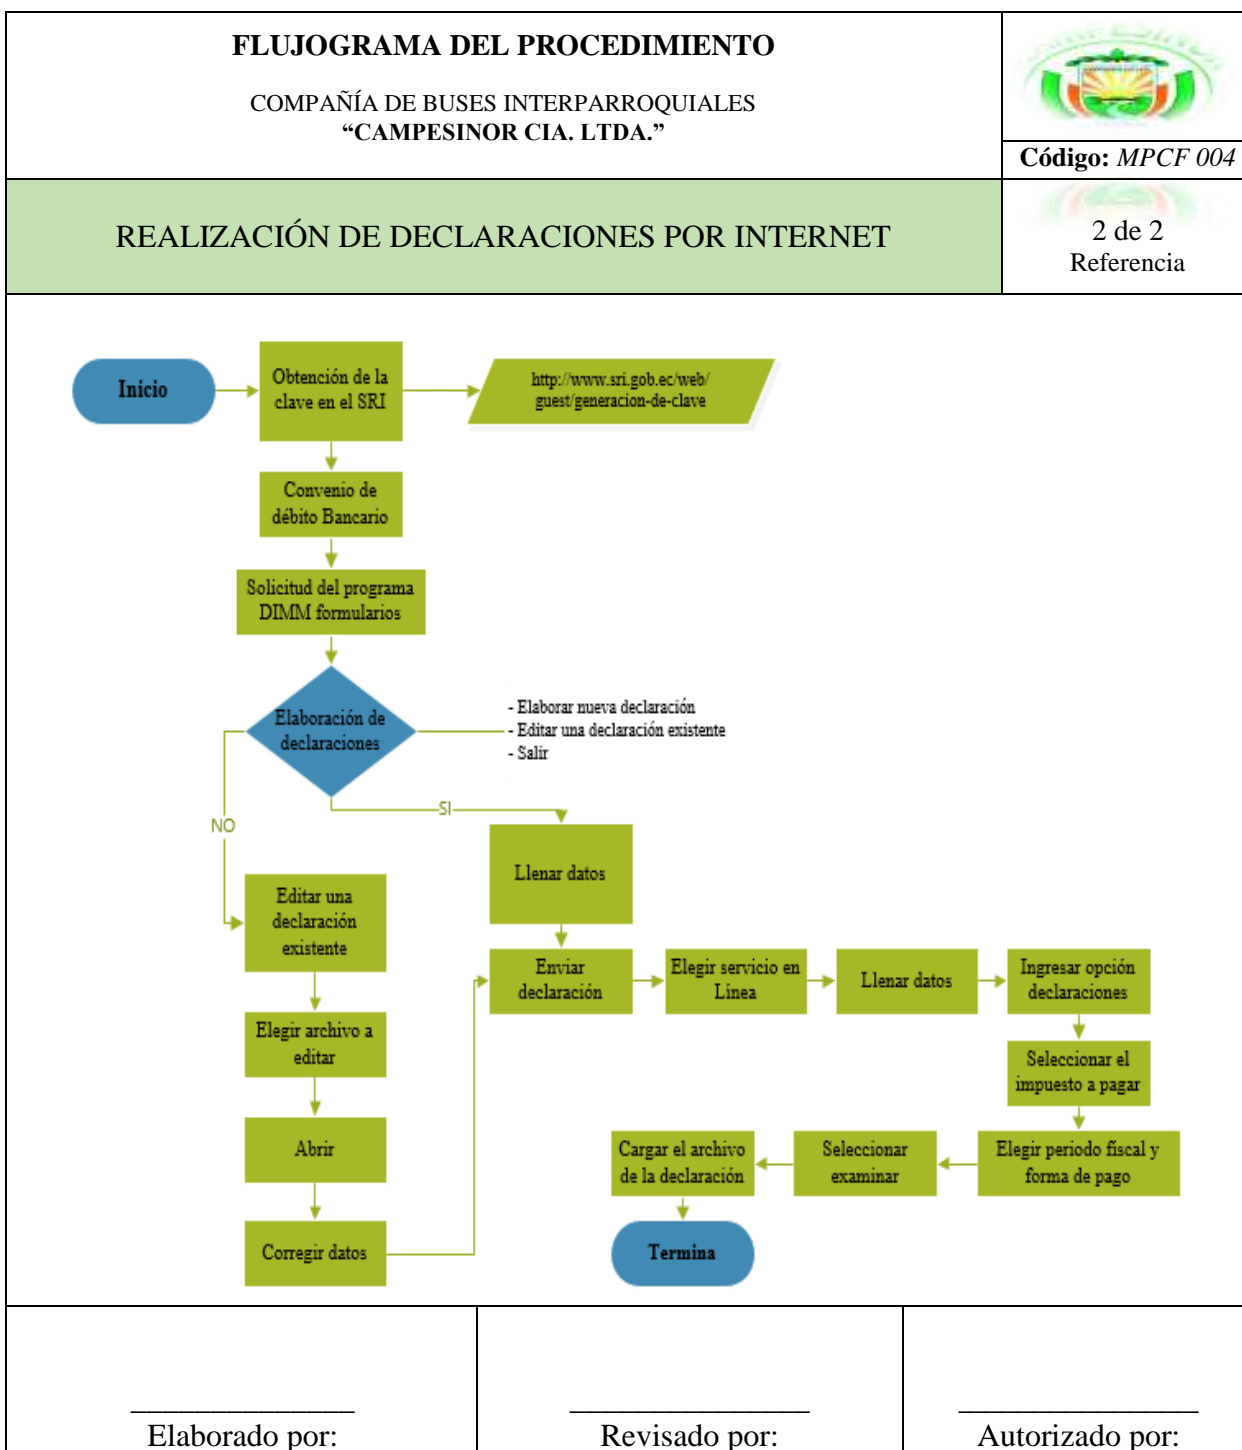 FLUJOGRAMA DEL PROCEDIMIENTO
COMPAÑÍA DE BUSES INTERPARROQUIALES
“CAMPESINOR CIA. LTDA.”
Código: MPCF 004
REALIZACIÓN DE DECLARACIONES POR INTERNET
2 de 2
Referencia
Inicio
Obtención de la
clave en el SRI
http://www.sri.gob.ec/web/
guest/generacion-de-clave
Convenio de
débito Bancario
Solicitud del programa
DIMM formularios
Elaboración de
declaraciones
- Elaborar nueva declaración
- Editar una declaración existente
- Salir
SI
NO
Llenar datos
Editar una
declaración
existente
Enviar
declaración
Elegir servicio en
Línea
Llenar datos
Ingresar opción
declaraciones
Elegir archivo a
editar
Seleccionar el
impuesto a pagar
Abrir
Cargar el archivo
de la declaración
Seleccionar
examinar
Elegir periodo físcal y
forma de pago
Corregir datos
Termina
Elaborado por:
Revisado por:
Autorizado por: